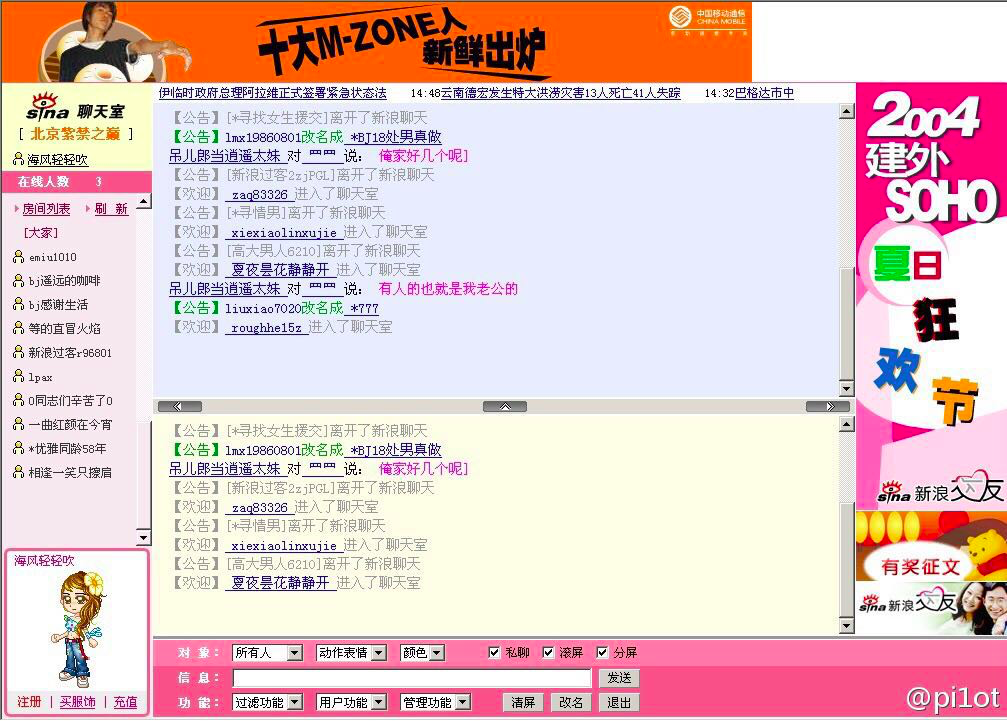 十大M-ZONE人
新鲜出炉
中国移动通信
CHINA MOBILE
sina 聊天室
[ 北京紫禁之巅 ]
海风轻轻吹
在线人数 3
房间列表 刷 新
[大家]
emiu1010
bj遥远的咖啡
bj感谢生活
等的直冒火焰
新浪过客r96801
lpax
0同志们辛苦了0
一曲红颜在今宵
*优雅同龄58年
相逢一笑只擦肩
海风轻轻吹
注册 | 买服饰 | 充值
伊临时政府总理阿拉维正式签署紧急状态法 14:48云南德宏发生特大洪涝灾害13人死亡41人失踪 14:32巴格达市中
【公告】[*寻找女生援交]离开了新浪聊天
【公告】lmx19860801改名成 *BJ18处男真做
吊儿郎当逍遥太妹 对 罒罒 说： 俺家好几个呢]
【公告】[新浪过客2zjPGL]离开了新浪聊天
【欢迎】 zaq83326 进入了聊天室
【公告】[*寻情男]离开了新浪聊天
【欢迎】 xiexiaolinxujie 进入了聊天室
【公告】[高大男人6210]离开了新浪聊天
【欢迎】 夏夜昙花静静开 进入了聊天室
吊儿郎当逍遥太妹 对 罒罒 说： 有人的也就是我老公的
【公告】liuxiao7020改名成 *777
【欢迎】 roughhe15z 进入了聊天室
【公告】[*寻找女生援交]离开了新浪聊天
【公告】lmx19860801改名成 *BJ18处男真做
吊儿郎当逍遥太妹 对 罒罒 说： 俺家好几个呢]
【公告】[新浪过客2zjPGL]离开了新浪聊天
【欢迎】 zaq83326 进入了聊天室
【公告】[*寻情男]离开了新浪聊天
【欢迎】 xiexiaolinxujie 进入了聊天室
【公告】[高大男人6210]离开了新浪聊天
【欢迎】 夏夜昙花静静开 进入了聊天室
对 象： 所有人 动作表情 颜色 私聊 滚屏 分屏
信 息： 发送
功 能： 过滤功能 用户功能 管理功能 清屏 改名 退出
2004
建外
SOHO
夏日
狂
欢
节
sina 新浪交友
有奖征文
sina 新浪交友
@pi1ot